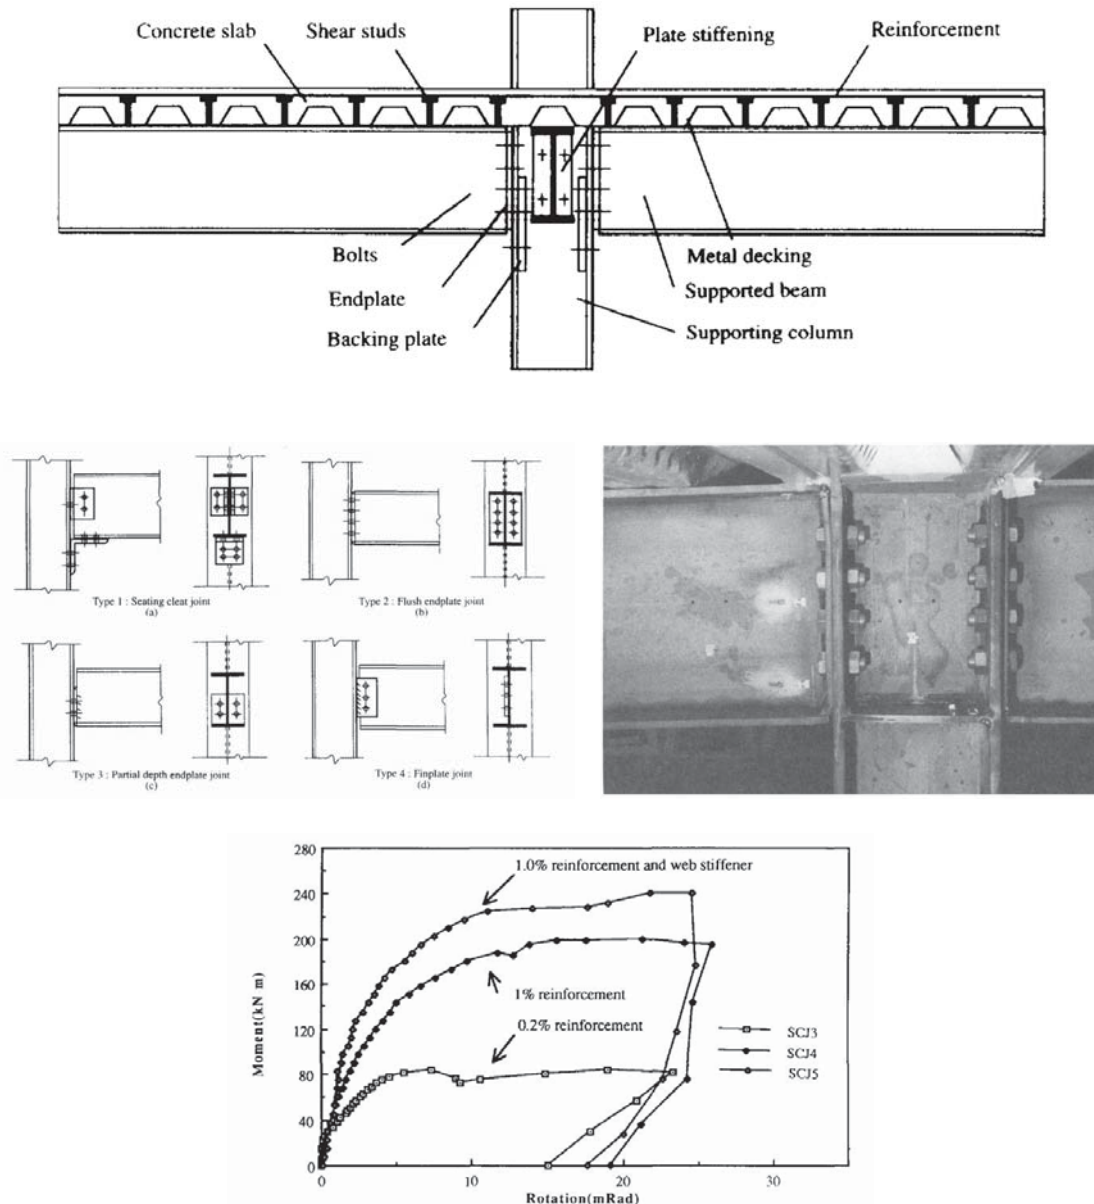 Concrete slab
Shear studs
Plate stiffening
Reinforcement
Bolts
Endplate
Backing plate
Metal decking
Supported beam
Supporting column
Type 1 : Seating cleat joint
(a)
Type 2 : Flush endplate joint
(b)
Type 3 : Partial depth endplate joint
(c)
Type 4 : Finplate joint
(d)
280
240
200
160
120
80
40
0
Moment(kN m)
1.0% reinforcement and web stiffener
1% reinforcement
0.2% reinforcement
SCJ3
SCJ4
SCJ5
0
10
20
30
Rotation(mRad)